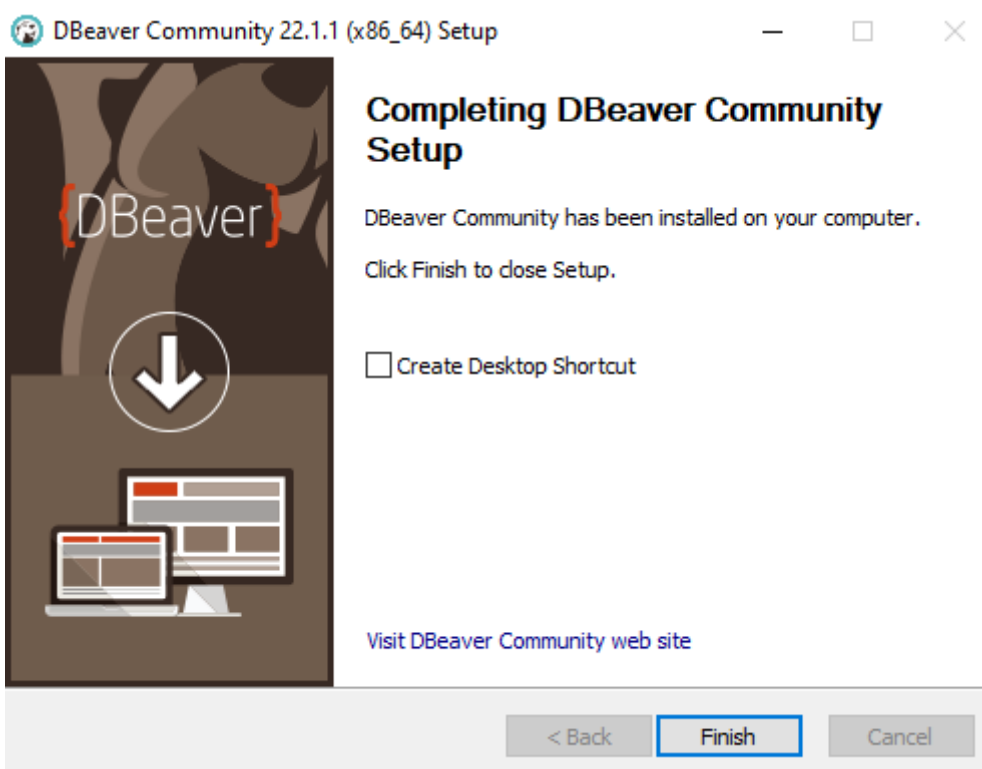 DBeaver Community 22.1.1 (x86_64) Setup
{DBeaver}
Completing DBeaver Community
Setup
DBeaver Community has been installed on your computer.
Click Finish to close Setup.
Create Desktop Shortcut
Visit DBeaver Community web site
< Back Finish Cancel